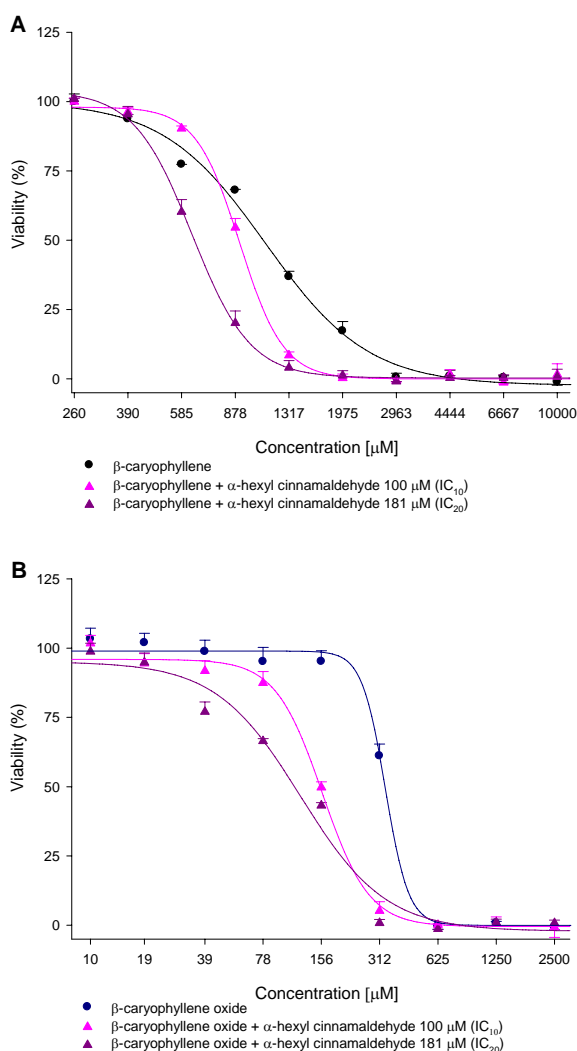 A
125
100
75
50
25
0
Viability (%)
260 390 585 878 1317 1975 2963 4444 6667 10000
Concentration [μM]
β-caryophyllene
β-caryophyllene + α-hexyl cinnamaldehyde 100 μM (IC10)
β-caryophyllene + α-hexyl cinnamaldehyde 181 μM (IC20)
B
125
100
75
50
25
0
Viability (%)
10 19 39 78 156 312 625 1250 2500
Concentration [μM]
β-caryophyllene oxide
β-caryophyllene oxide + α-hexyl cinnamaldehyde 100 μM (IC10)
β-caryophyllene oxide + α-hexyl cinnamaldehyde 181 μM (IC20)